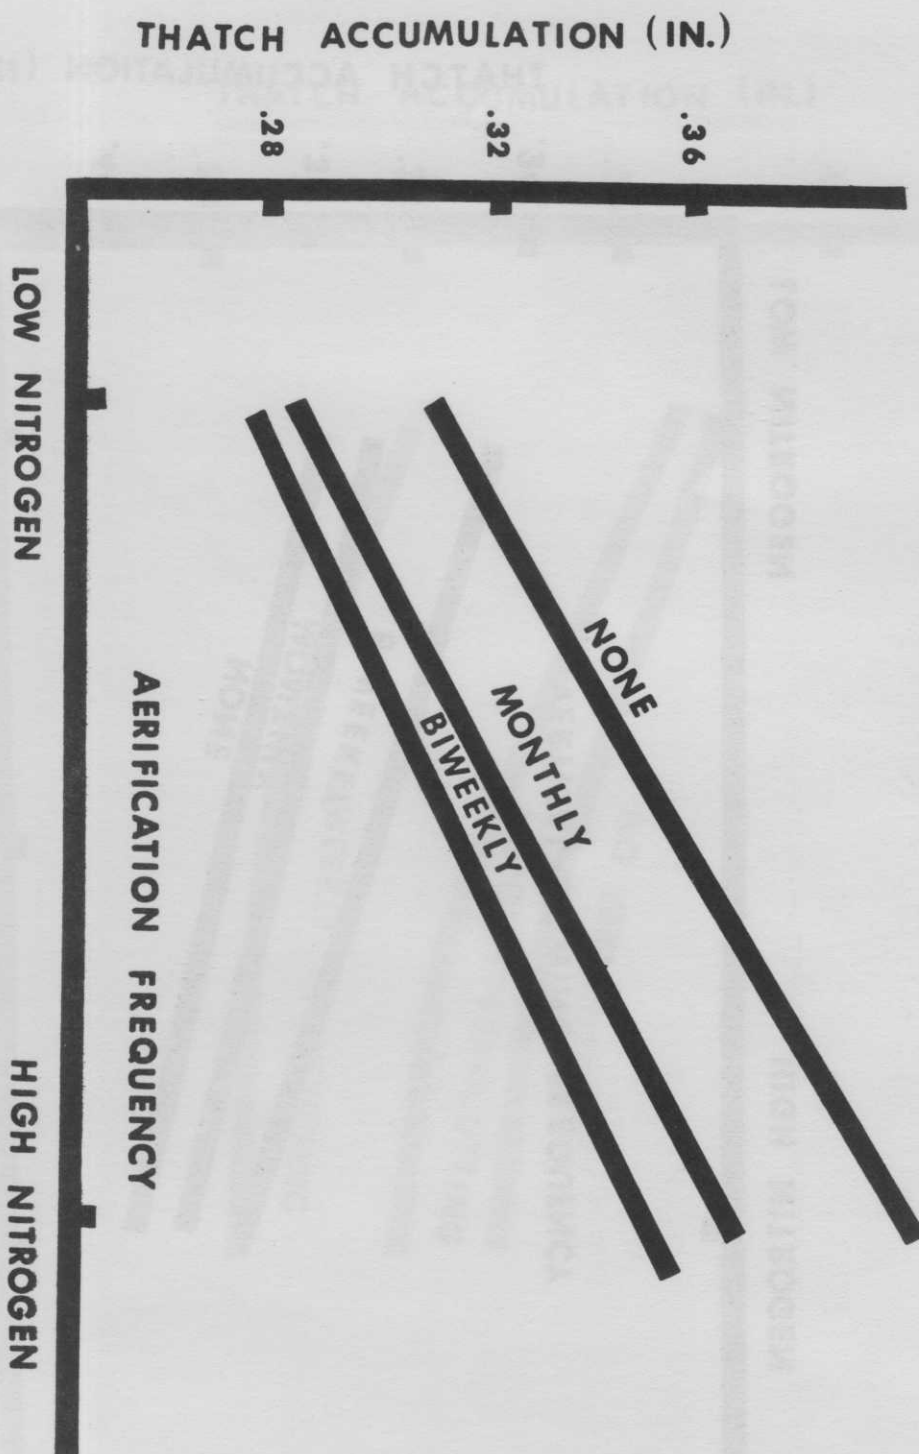 THATCH ACCUMULATION (IN.)
.28
.32
.36
LOW NITROGEN
HIGH NITROGEN
AERIFICATION FREQUENCY
NONE
MONTHLY
BIWEEKLY